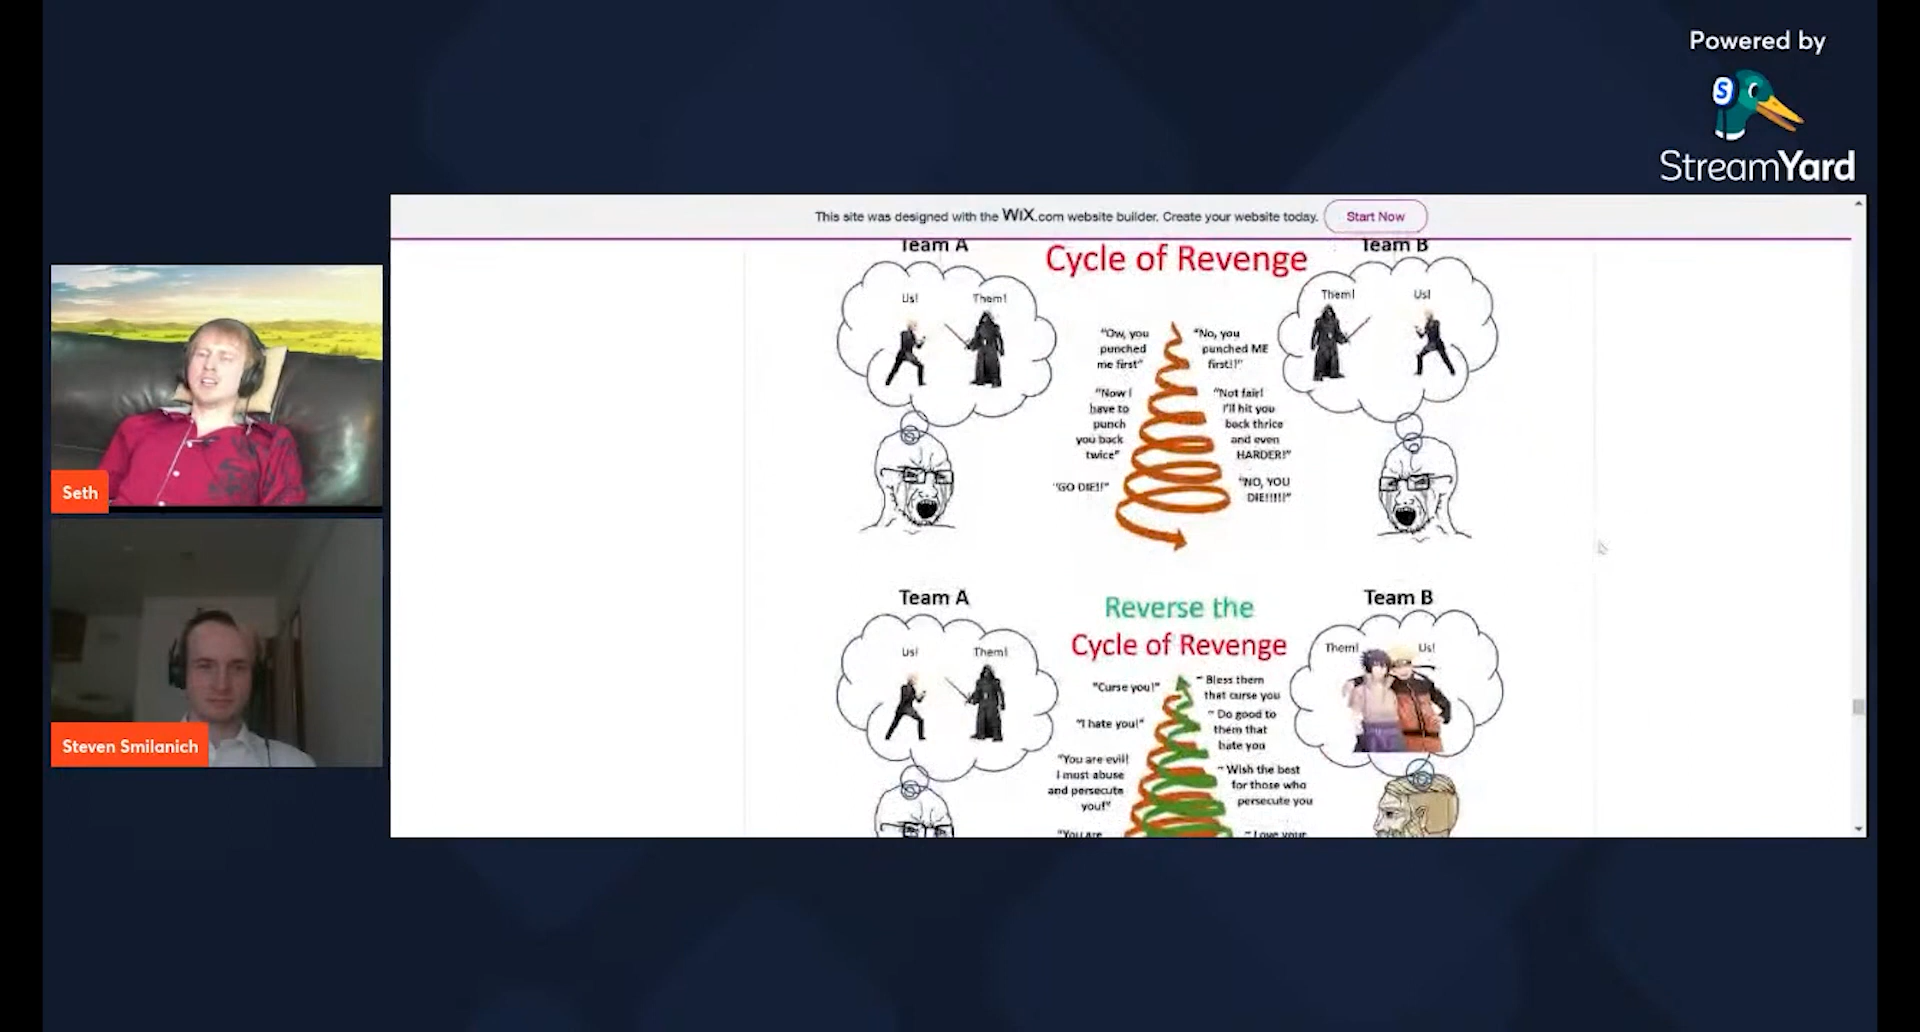 Powered by
S
StreamYard
This site was designed with the WiX.com website builder. Create your website today. Start Now
Team A
Cycle of Revenge
Team B
Us! Them!
Them! Us!
"Ow, you
punched
me first"
"No, you
punched ME
first!!"
"Now I
have to
punch
you back
twice"
"Not fair!
I'll hit you
back thrice
and even
HARDER!"
"GO DIE!!"
"NO, YOU
DIE!!!!!"
Seth
Team A
Reverse the
Cycle of Revenge
Team B
Us! Them!
Them! Us!
"Curse you!"
~ Bless them
that curse you
"I hate you!"
~ Do good to
them that
hate you
"You are evil!
I must abuse
and persecute
you!"
~ Wish the best
for those who
persecute you
"You are
~ Love your
Steven Smilanich